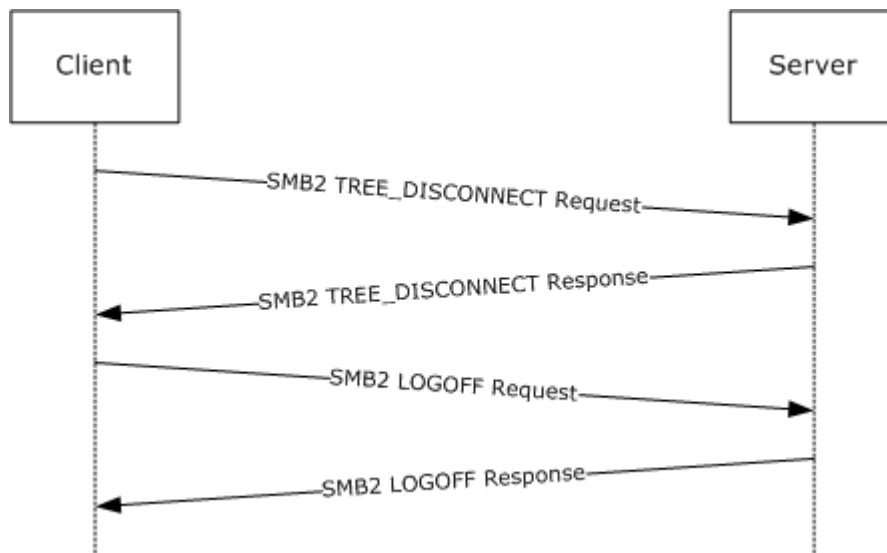 Client
Server
SMB2 TREE_DISCONNECT Request
SMB2 TREE_DISCONNECT Response
SMB2 LOGOFF Request
SMB2 LOGOFF Response